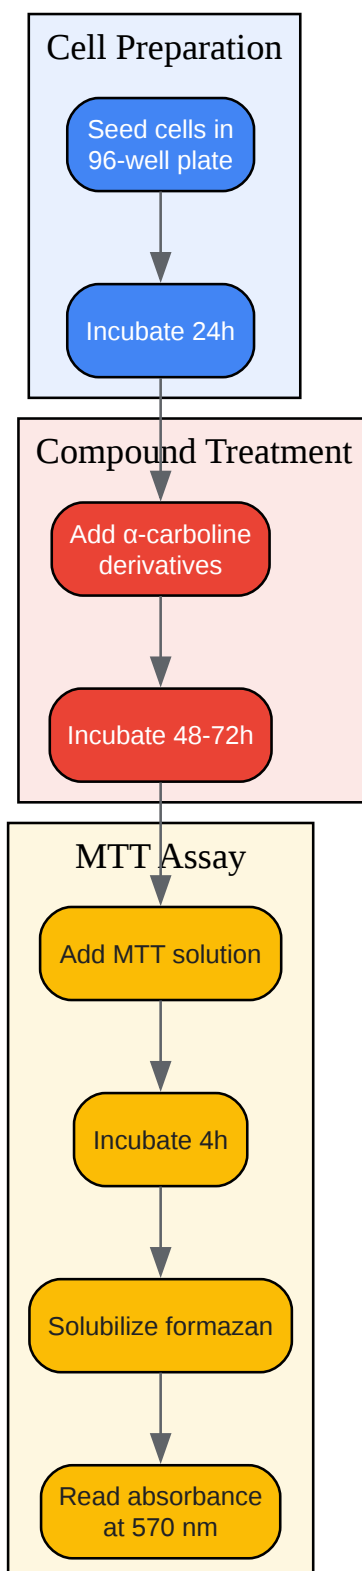 Cell Preparation
Seed cells in
96-well plate
Incubate 24h
Compound Treatment
Add α-carboline
derivatives
Incubate 48-72h
MTT Assay
Add MTT solution
Incubate 4h
Solubilize formazan
Read absorbance
at 570 nm